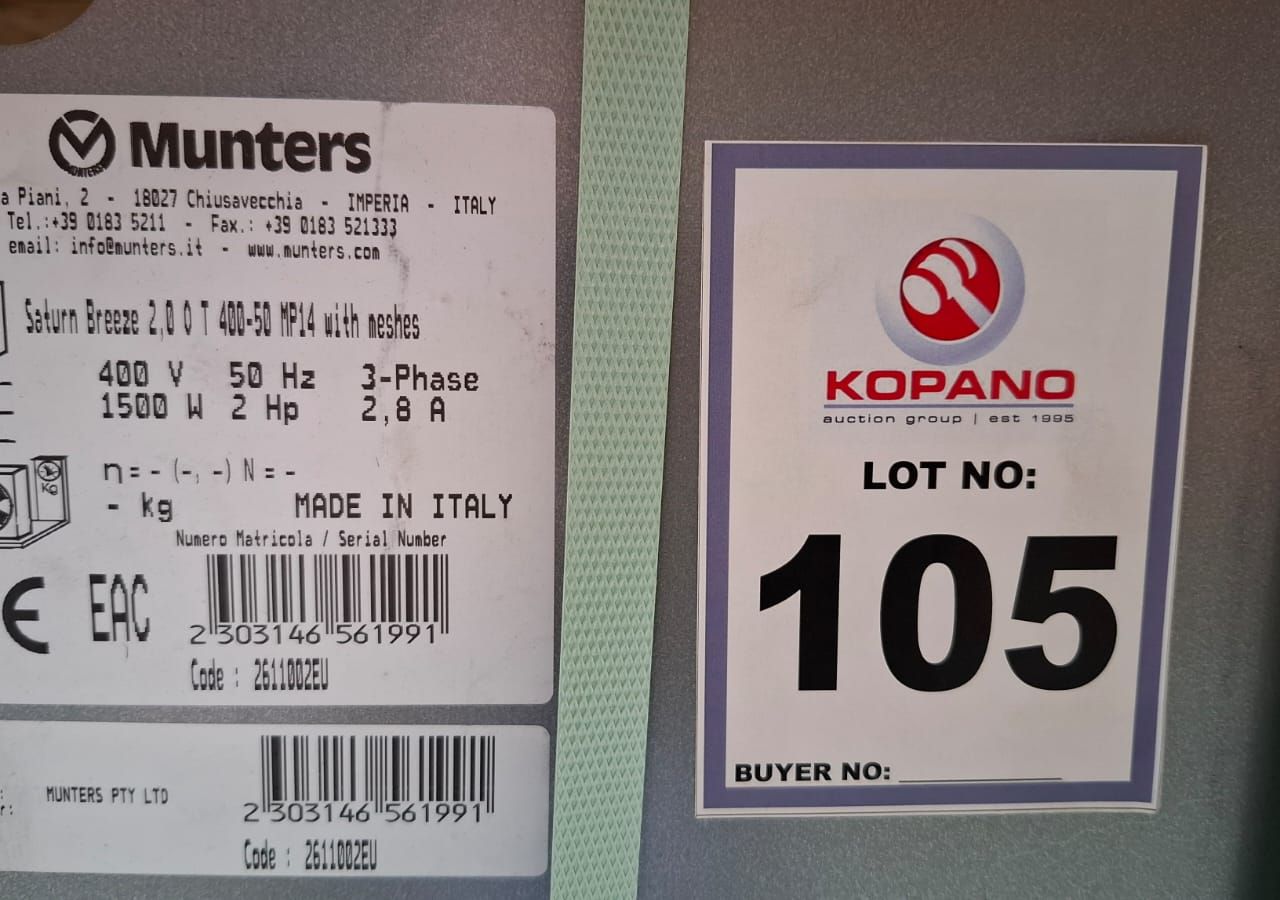 Munters
MUNTERS
a Piani, 2 - 18027 Chiusavecchia - IMPERIA - ITALY
Tel.:+39 0183 5211 - Fax.: +39 0183 521333
email: info@munters.it - www.munters.com
Saturn Breeze 2,0 O T 400-50 MP14 with meshes
400 V 50 Hz 3-Phase
1500 W 2 Hp 2,8 A
η = - (-, -) N = -
Kg
- kg MADE IN ITALY
Numero Matricola / Serial Number
CE EAC
2 303146 561991
Code : 2611002EU
MUNTERS PTY LTD
r:
2 303146 561991
Code : 2611002EU
KOPANO
auction group | est 1995
LOT NO:
105
BUYER NO: